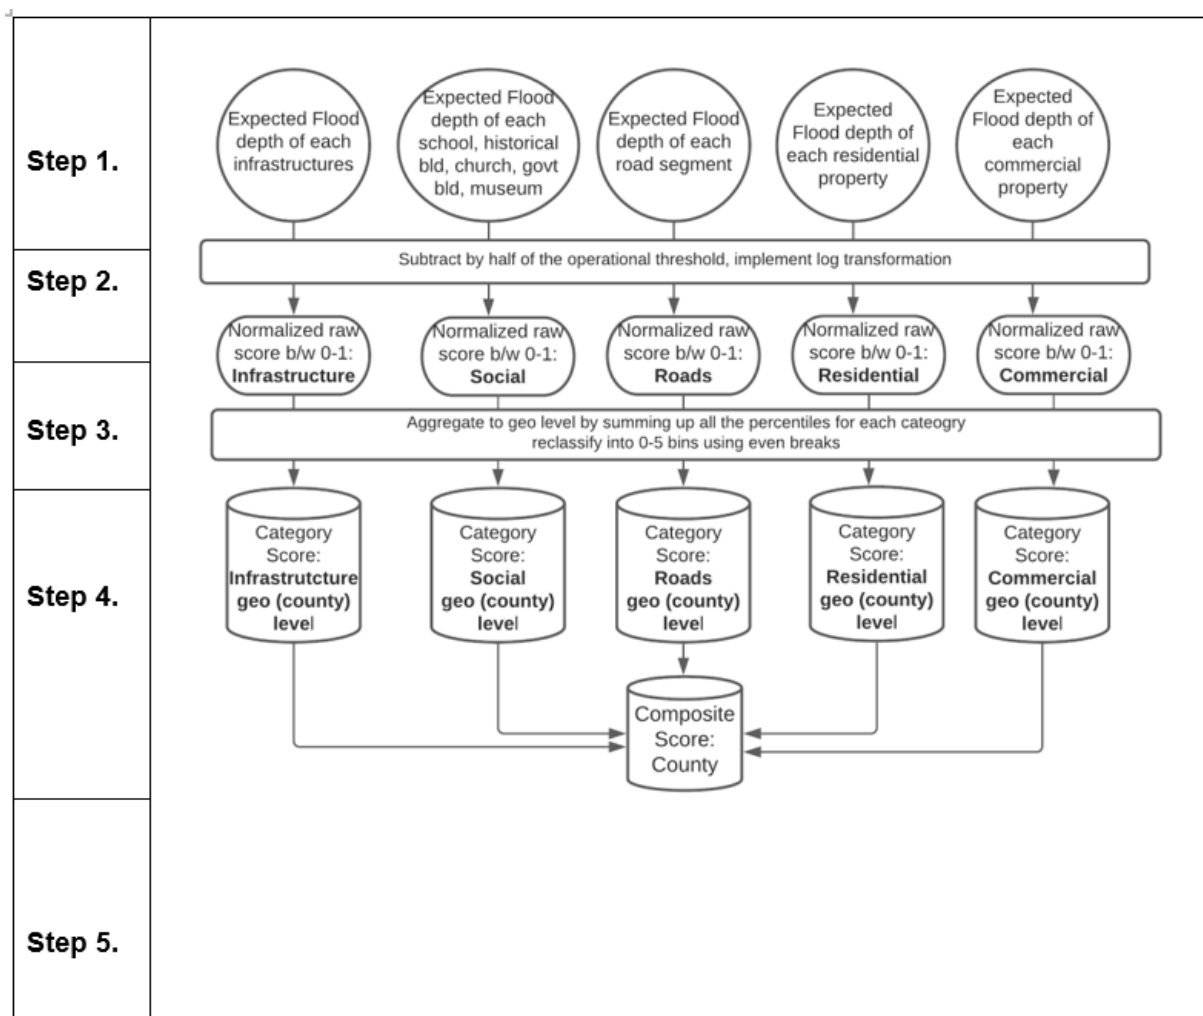 Step 1.
Expected Flood
depth of each
infrastructures
Expected Flood
depth of each
school, historical
bld, church, govt
bld, museum
Expected Flood
depth of each
road segment
Expected
Flood depth of
each residential
property
Expected
Flood depth of
each
commercial
property
Step 2.
Subtract by half of the operational threshold, implement log transformation
Normalized raw
score b/w 0-1:
Infrastructure
Normalized raw
score b/w 0-1:
Social
Normalized raw
score b/w 0-1:
Roads
Normalized raw
score b/w 0-1:
Residential
Normalized raw
score b/w 0-1:
Commercial
Step 3.
Aggregate to geo level by summing up all the percentiles for each cateogry
reclassify into 0-5 bins using even breaks
Step 4.
Category
Score:
Infrastrutcture
geo (county)
level
Category
Score:
Social
geo (county)
level
Category
Score:
Roads
geo (county)
level
Category
Score:
Residential
geo (county)
level
Category
Score:
Commercial
geo (county)
level
Composite
Score:
County
Step 5.